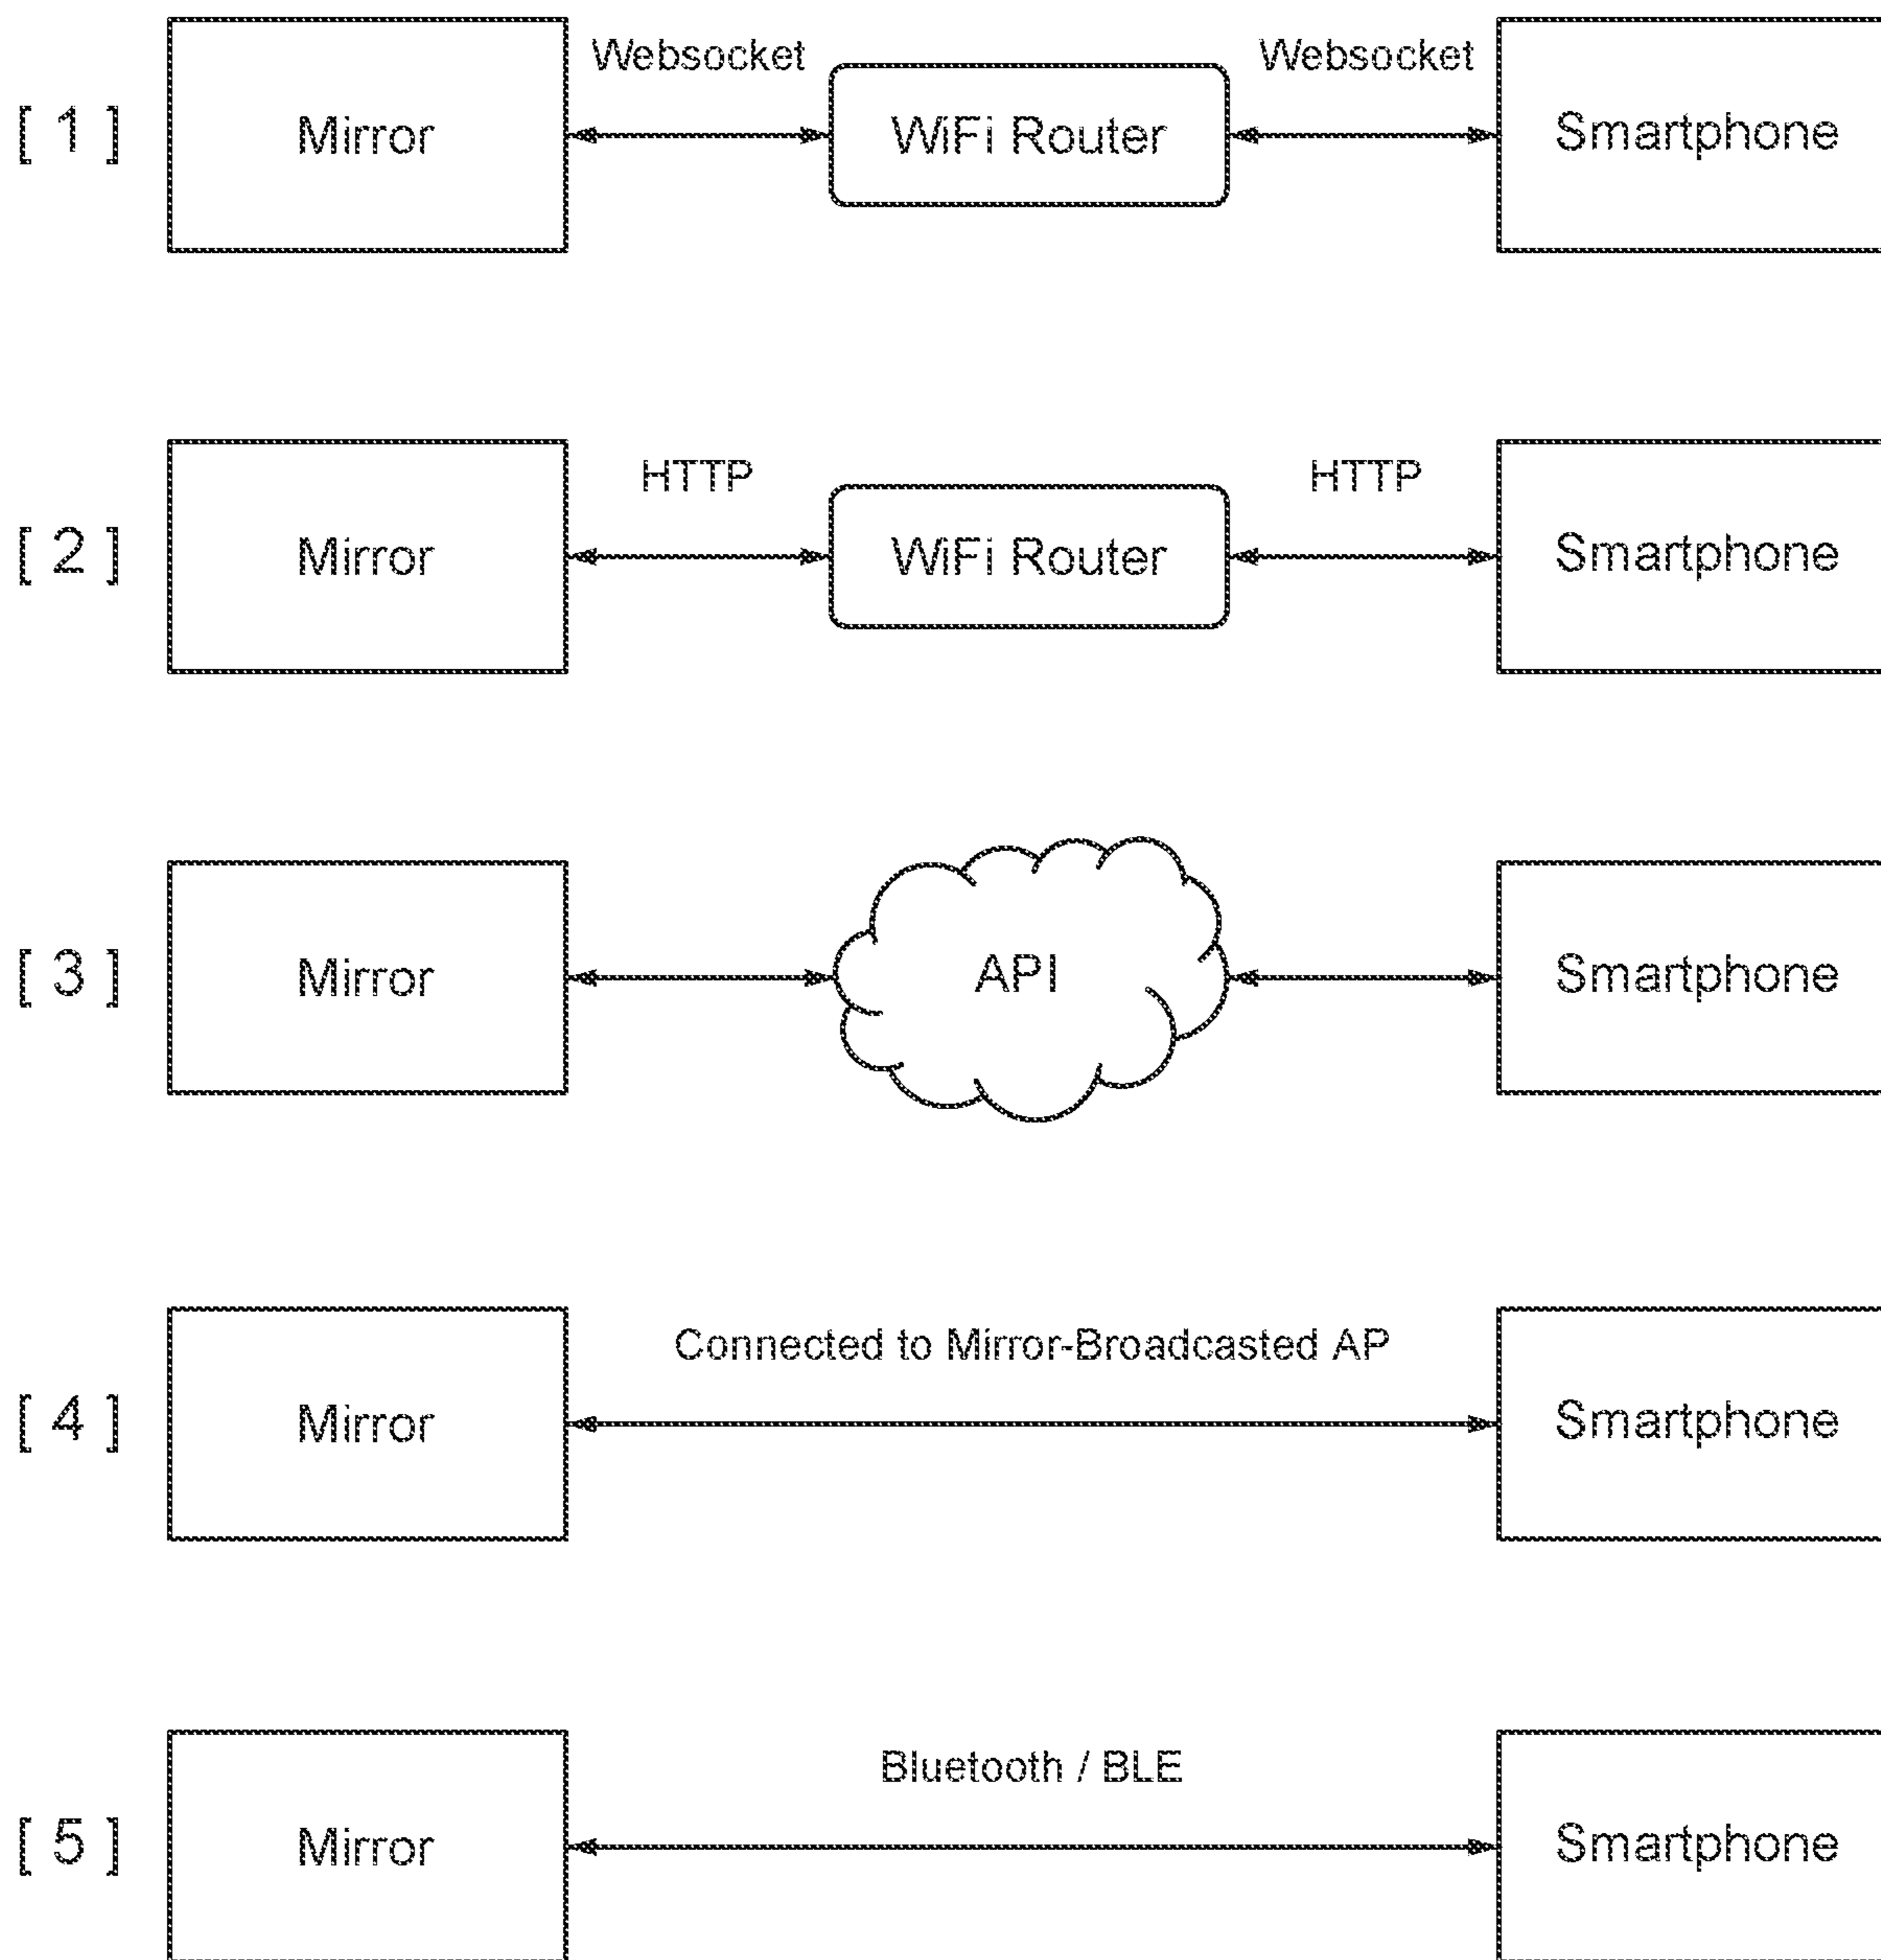 Websocket Websocket
[ 1 ] Mirror WiFi Router Smartphone
HTTP HTTP
[ 2 ] Mirror WiFi Router Smartphone
[ 3 ] Mirror API Smartphone
Connected to Mirror-Broadcasted AP
[ 4 ] Mirror Smartphone
Bluetooth / BLE
[ 5 ] Mirror Smartphone